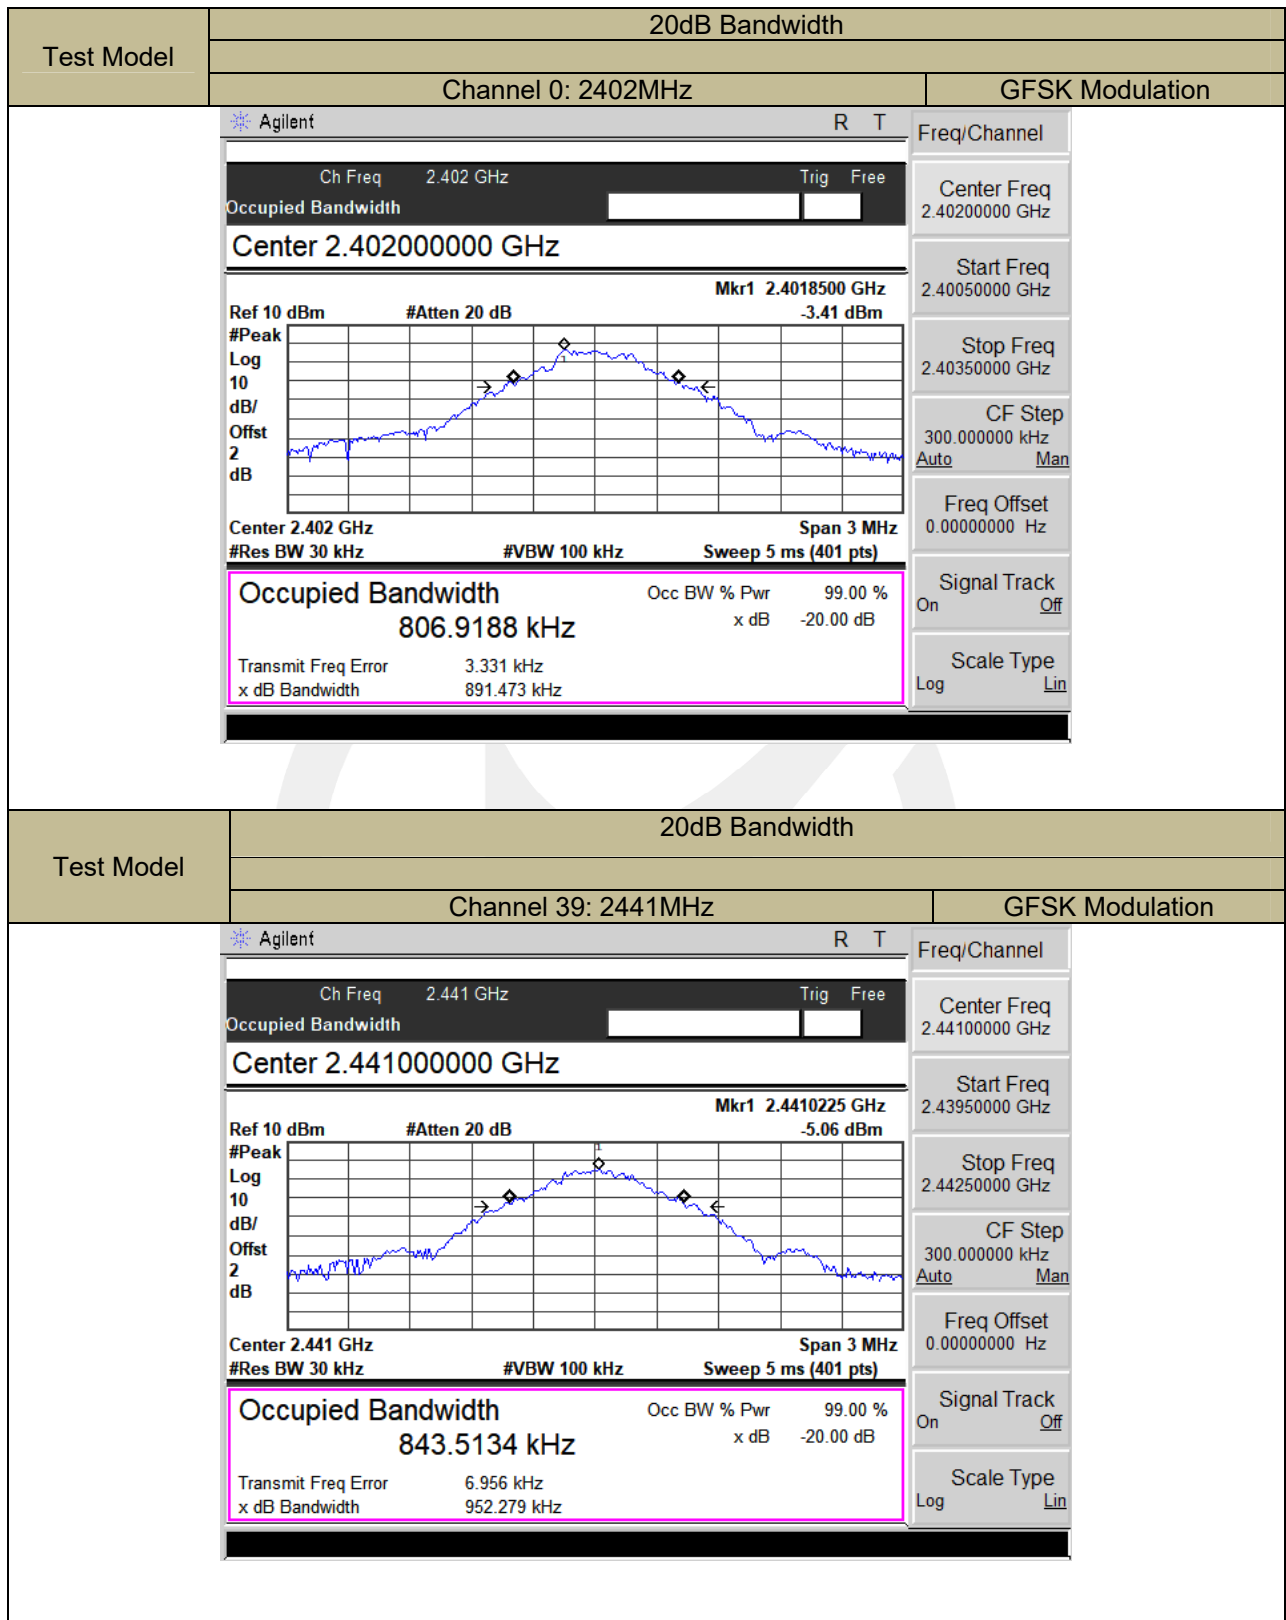 20dB Bandwidth
Test Model
Channel 0: 2402MHz GFSK Modulation
Agilent R T Freq/Channel
Ch Freq 2.402 GHz Trig Free
Occupied Bandwidth
Center Freq
2.40200000 GHz
Center 2.402000000 GHz
Start Freq
2.40050000 GHz
Mkr1 2.4018500 GHz
Ref 10 dBm #Atten 20 dB -3.41 dBm
#Peak
Log
10
dB/
Offst
2
dB
1
Stop Freq
2.40350000 GHz
CF Step
300.000000 kHz
Auto Man
Freq Offset
0.00000000 Hz
Center 2.402 GHz Span 3 MHz
#Res BW 30 kHz #VBW 100 kHz Sweep 5 ms (401 pts)
Occupied Bandwidth Occ BW % Pwr 99.00 %
806.9188 kHz x dB -20.00 dB
Signal Track
On Off
Transmit Freq Error 3.331 kHz
x dB Bandwidth 891.473 kHz
Scale Type
Log Lin
20dB Bandwidth
Test Model
Channel 39: 2441MHz GFSK Modulation
Agilent R T Freq/Channel
Ch Freq 2.441 GHz Trig Free
Occupied Bandwidth
Center Freq
2.44100000 GHz
Center 2.441000000 GHz
Start Freq
2.43950000 GHz
Mkr1 2.4410225 GHz
Ref 10 dBm #Atten 20 dB -5.06 dBm
#Peak
Log
10
dB/
Offst
2
dB
1
Stop Freq
2.44250000 GHz
CF Step
300.000000 kHz
Auto Man
Freq Offset
0.00000000 Hz
Center 2.441 GHz Span 3 MHz
#Res BW 30 kHz #VBW 100 kHz Sweep 5 ms (401 pts)
Occupied Bandwidth Occ BW % Pwr 99.00 %
843.5134 kHz x dB -20.00 dB
Signal Track
On Off
Transmit Freq Error 6.956 kHz
x dB Bandwidth 952.279 kHz
Scale Type
Log Lin